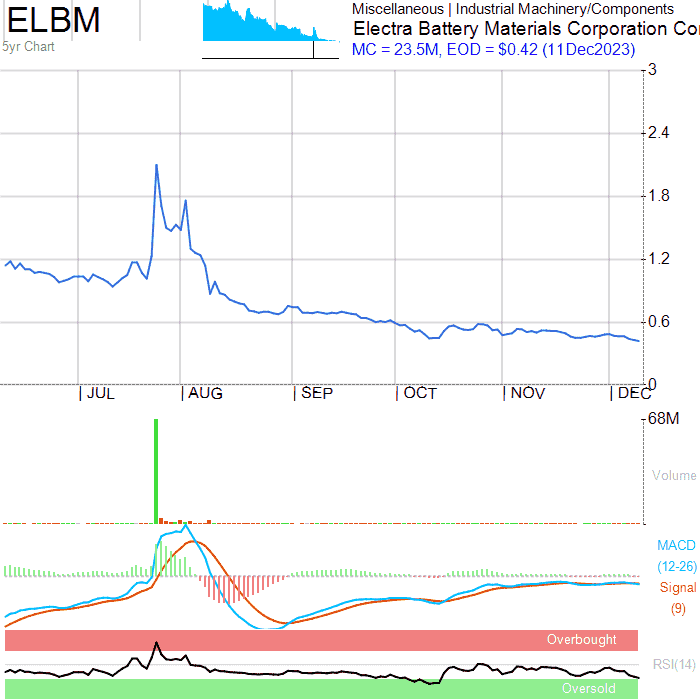 ELBM
5yr Chart
Miscellaneous | Industrial Machinery/Components
Electra Battery Materials Corporation Co
MC = 23.5M, EOD = $0.42 (11Dec2023)
3
2.4
1.8
1.2
0.6
0
JUL AUG SEP OCT NOV DEC
68M
Volume
MACD
(12-26)
Signal
(9)
Overbought
RSI(14)
Oversold